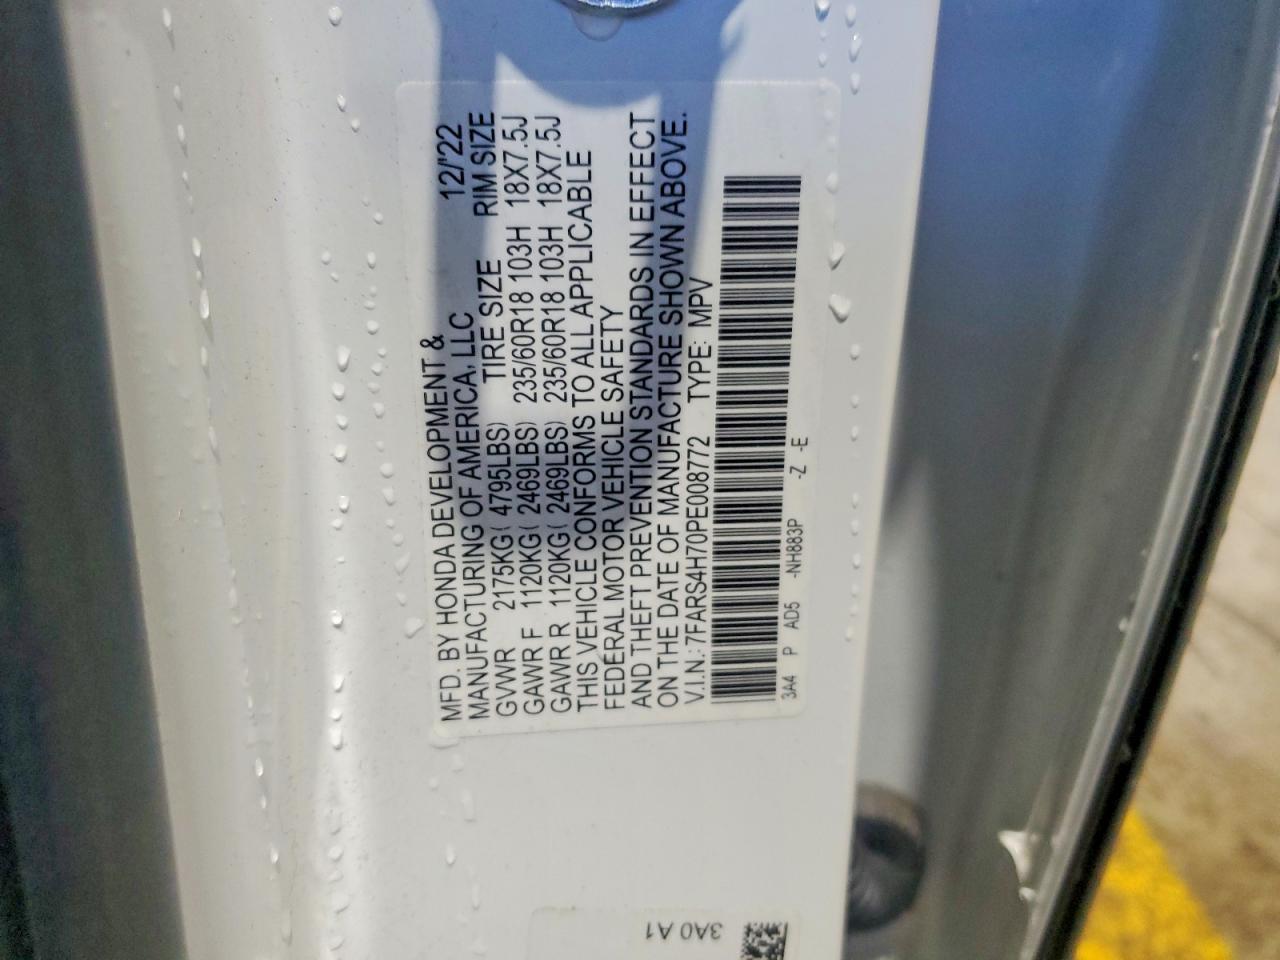 MFD. BY HONDA DEVELOPMENT &
MANUFACTURING OF AMERICA, LLC 12/'22
GVWR 2175KG( 4795LBS) TIRE SIZE RIM SIZE
GAWR F 1120KG( 2469LBS) 235/60R18 103H 18X7.5J
GAWR R 1120KG( 2469LBS) 235/60R18 103H 18X7.5J
THIS VEHICLE CONFORMS TO ALL APPLICABLE
FEDERAL MOTOR VEHICLE SAFETY
AND THEFT PREVENTION STANDARDS IN EFFECT
ON THE DATE OF MANUFACTURE SHOWN ABOVE.
V.I.N.: 7FARS4H70PE008772 TYPE: MPV
3A4 P AD5 -NH883P -Z -E
3A0 A1